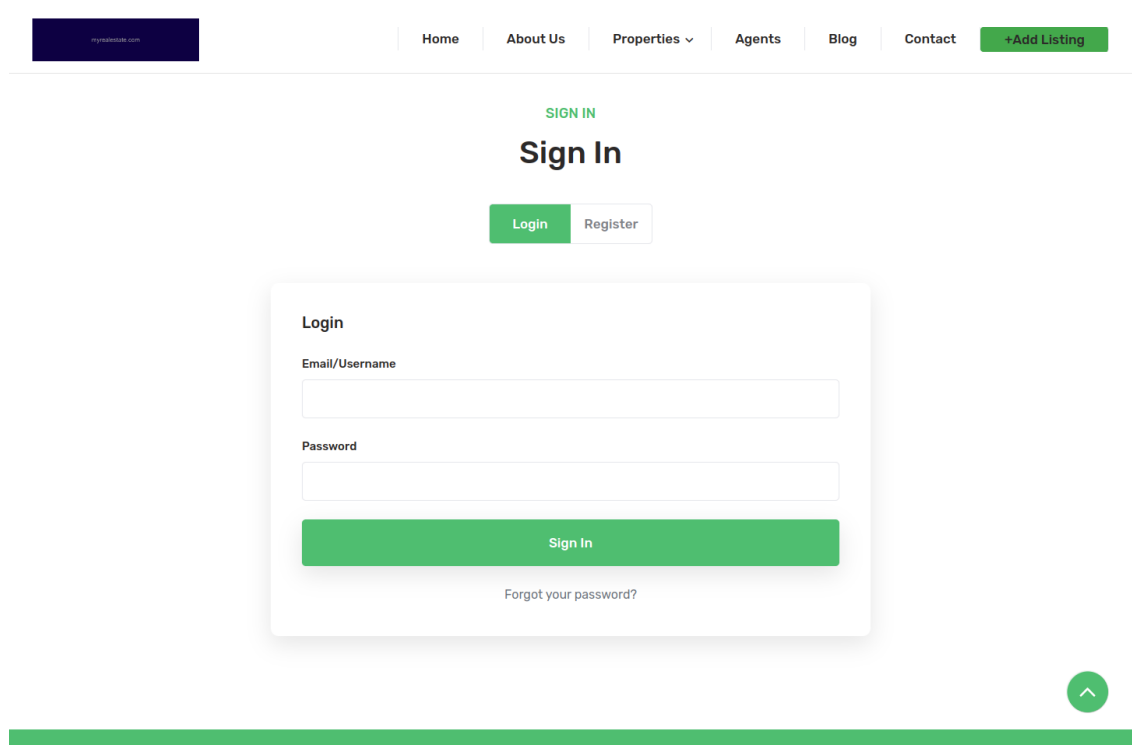 myrealestate.com
Home About Us Properties Agents Blog Contact +Add Listing
SIGN IN
Sign In
Login Register
Login
Email/Username
Password
Sign In
Forgot your password?